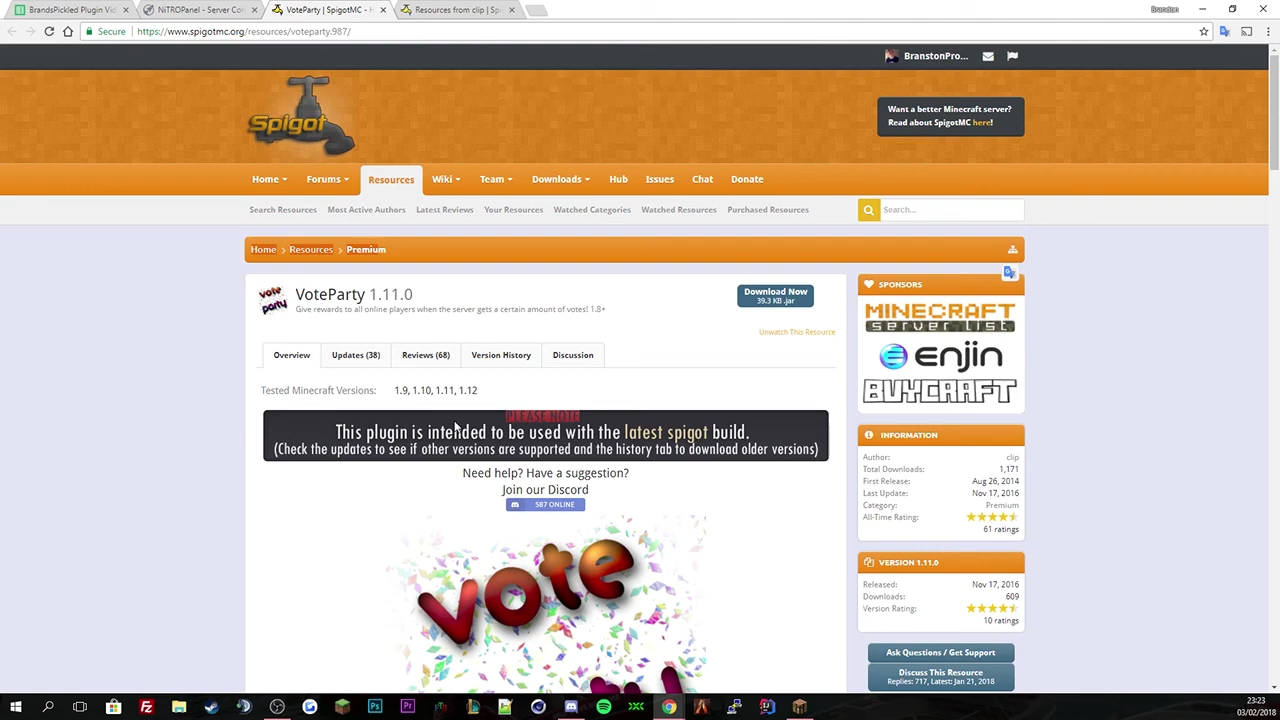 BrandsPickled Plugin Vid
NiTROPanel - Server Con
VoteParty | SpigotMC - H
Resources from clip | Sp
Brandon
Secure
https://www.spigotmc.org/resources/voteparty.987/
BranstonPro...
Spigot
Want a better Minecraft server?
Read about SpigotMC here!
Home
Forums
Resources
Wiki
Team
Downloads
Hub
Issues
Chat
Donate
Search Resources
Most Active Authors
Latest Reviews
Your Resources
Watched Categories
Watched Resources
Purchased Resources
Search...
Home
Resources
Premium
vote party
VoteParty 1.11.0
Give rewards to all online players when the server gets a certain amount of votes! 1.8+
Download Now
39.3 KB .jar
Unwatch This Resource
Overview
Updates (38)
Reviews (68)
Version History
Discussion
Tested Minecraft Versions: 1.9, 1.10, 1.11, 1.12
PLEASE NOTE
This plugin is intended to be used with the latest spigot build.
(Check the updates to see if other versions are supported and the history tab to download older versions)
Need help? Have a suggestion?
Join our Discord
587 ONLINE
vote
SPONSORS
MINECRAFT
server list
enjin
BUYCRAFT
INFORMATION
Author: clip
Total Downloads: 1,171
First Release: Aug 26, 2014
Last Update: Nov 17, 2016
Category: Premium
All-Time Rating:
61 ratings
VERSION 1.11.0
Released: Nov 17, 2016
Downloads: 609
Version Rating:
10 ratings
Ask Questions / Get Support
Discuss This Resource
Replies: 717, Latest: Jan 21, 2018
23:23
03/02/2018